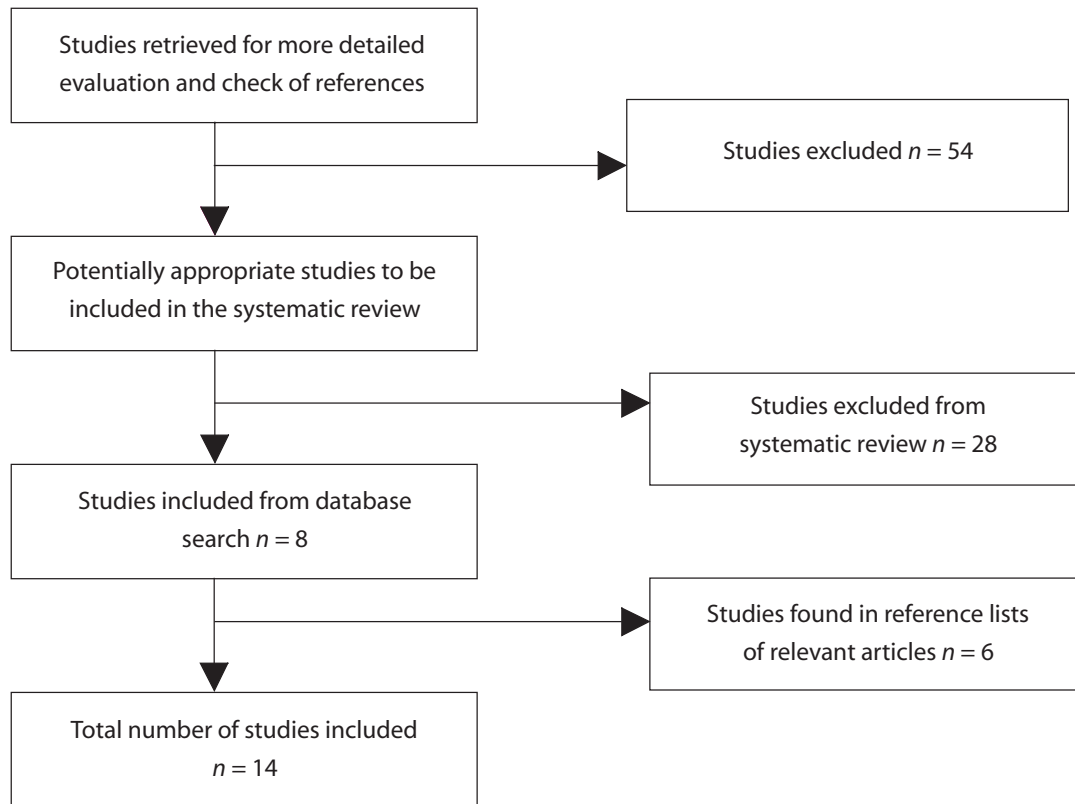 Studies retrieved for more detailed
evaluation and check of references
Studies excluded n = 54
Potentially appropriate studies to be
included in the systematic review
Studies excluded from
systematic review n = 28
Studies included from database
search n = 8
Studies found in reference lists
of relevant articles n = 6
Total number of studies included
n = 14